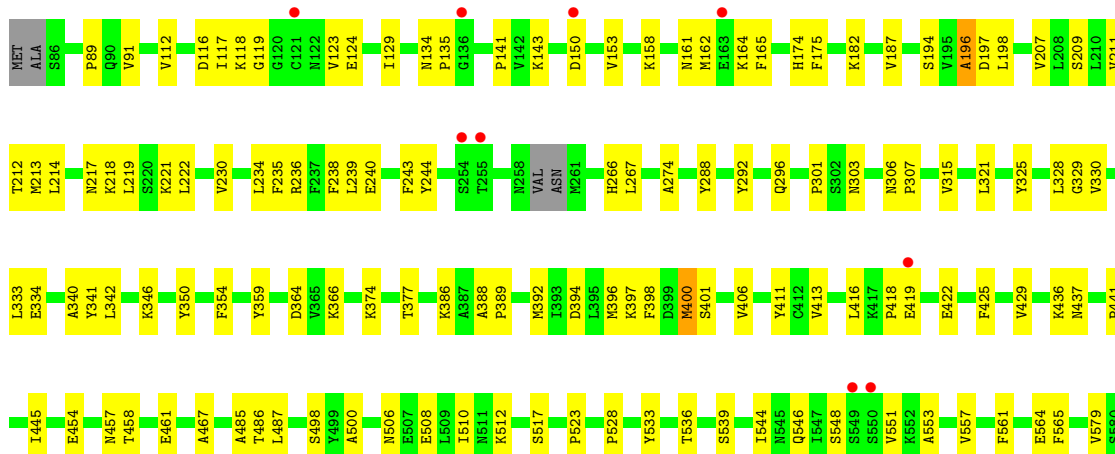 MET ALA S86 P89 Q90 V91 V112 D116 I117 K118 G119 G120 C121 N122 V123 E124 I129 N134 P135 G136 P141 V142 K143 D150 V153 K158 N161 M162 E163 K164 F165 H174 F175 K182 V187 S194 V195 A196 D197 L198 V207 L208 S209 L210 V211
T212 M213 L214 N217 K218 L219 S220 K221 L222 V230 L234 F235 R236 F237 F238 L239 E240 F243 Y244 S254 T255 N258 VAL ASN M261 H266 L267 A274 Y288 Y292 Q296 P301 S302 N303 N306 P307 V315 L321 Y325 L328 G329 V330
L333 E334 A340 Y341 L342 K346 Y350 F354 Y359 D364 V365 K366 K374 T377 K386 A387 A388 P389 M392 I393 D394 L395 M396 K397 F398 D399 M400 S401 V406 Y411 C412 V413 L416 K417 P418 E419 E422 F425 V429 K436 N437
I445 E454 N457 T458 E461 A467 A485 T486 L487 S498 Y499 A500 N506 E507 E508 L509 I510 N511 K512 S517 P523 P528 Y533 T536 S539 I544 N545 Q546 I547 S548 S549 S550 V551 K552 A553 V557 F561 E564 F565 V579